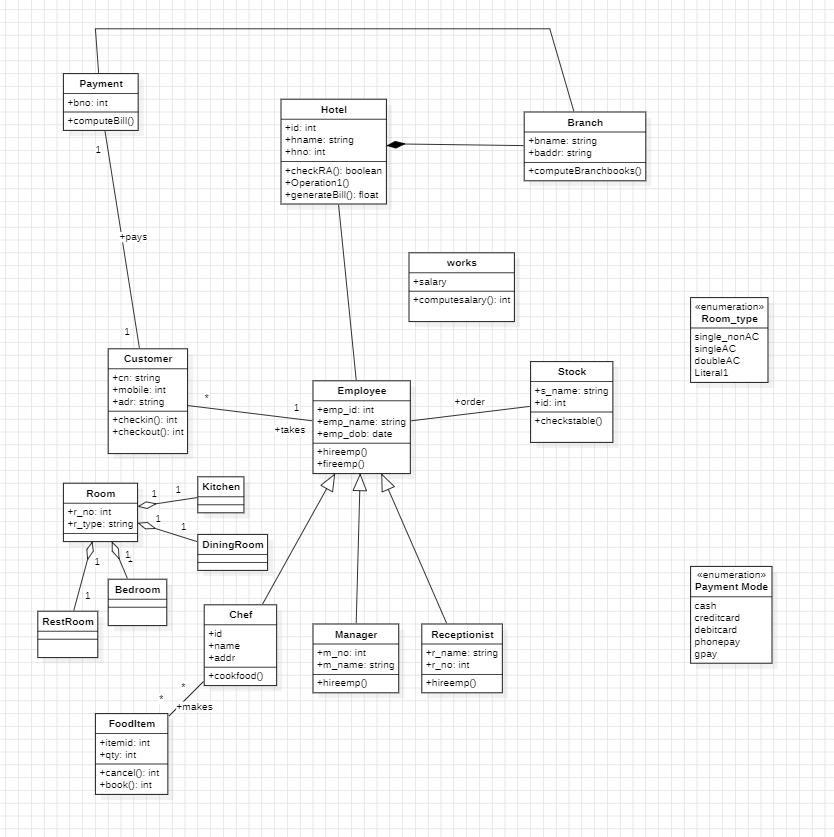 Payment
+bno: int
+computeBill()
Hotel
+id: int
+hname: string
+hno: int
+checkRA(): boolean
+Operation1()
+generateBill(): float
Branch
+bname: string
+baddr: string
+computeBranchbooks()
1
+pays
1
works
+salary
+computesalary(): int
«enumeration»
Room_type
single_nonAC
singleAC
doubleAC
Literal1
Customer
+cn: string
+mobile: int
+adr: string
+checkin(): int
+checkout(): int
*
1
+takes
Employee
+emp_id: int
+emp_name: string
+emp_dob: date
+hireemp()
+fireemp()
+order
Stock
+s_name: string
+id: int
+checkstable()
Room
+r_no: int
+r_type: string
1
1
Kitchen
1
1
DiningRoom
1
1
RestRoom
1
1
Bedroom
Chef
+id
+name
+addr
+cookfood()
Manager
+m_no: int
+m_name: string
+hireemp()
Receptionist
+r_name: string
+r_no: int
+hireemp()
«enumeration»
Payment Mode
cash
creditcard
debitcard
phonepay
gpay
*
*
+makes
FoodItem
+itemid: int
+qty: int
+cancel(): int
+book(): int